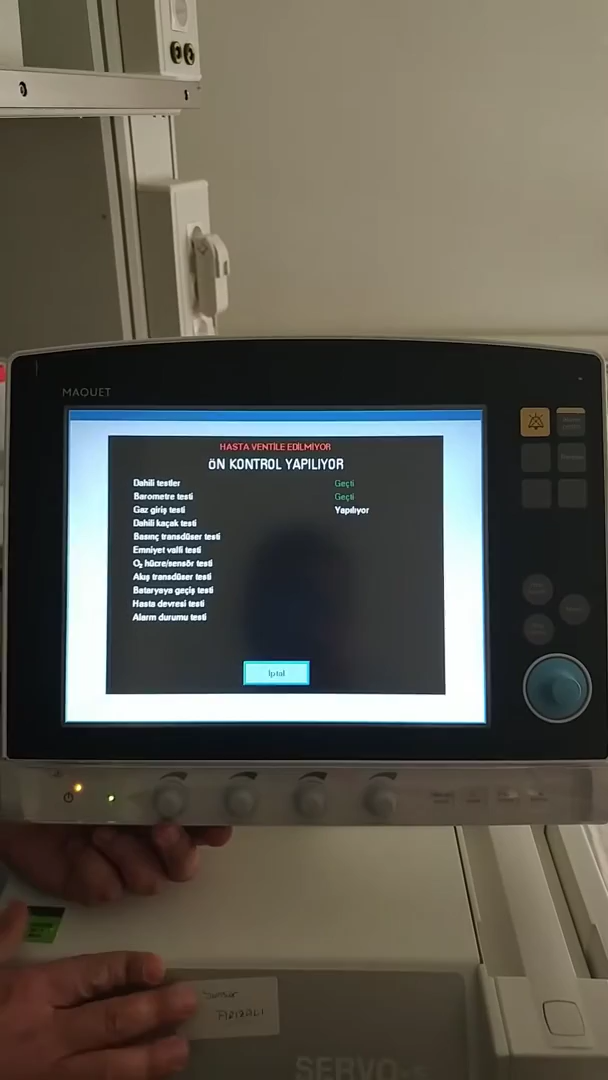 MAQUET
HASTA VENTİLE EDİLMİYOR
ÖN KONTROL YAPILIYOR
Dahili testler Geçti
Barometre testi Geçti
Gaz giriş testi Yapılıyor
Dahili kaçak testi
Basınç transdüser testi
Emniyet valfi testi
O₂ hücre/sensör testi
Akış transdüser testi
Bataryaya geçiş testi
Hasta devresi testi
Alarm durumu testi
İptal
SERVO-s